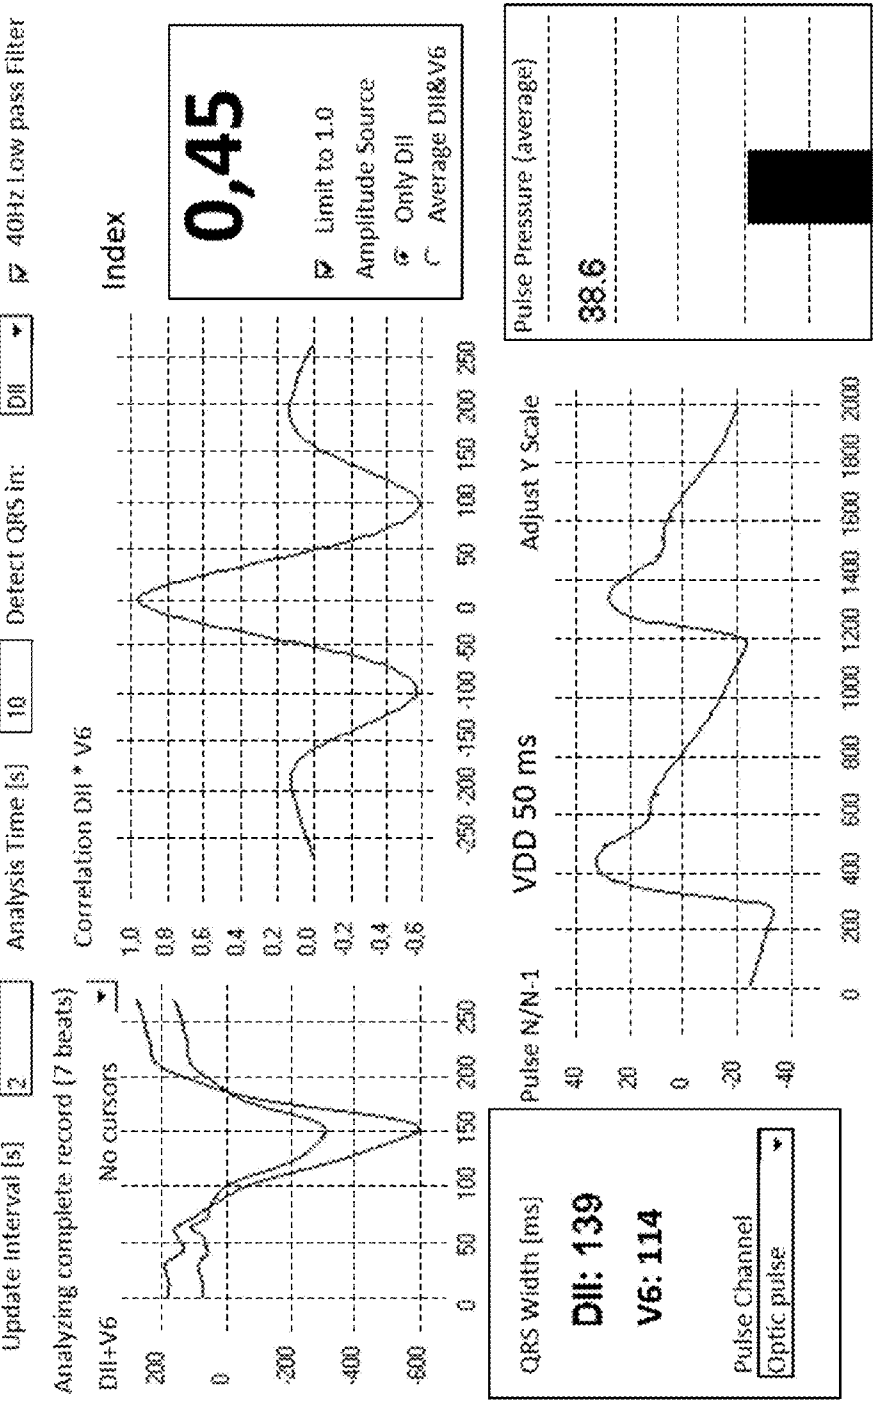 Update Interval [s] 2 Analysis Time [s] 10 Detect QRS in: DII 40Hz Low pass Filter
Analyzing complete record (7 beats)
DII+V6 No cursors
200
0
-200
-400
-600
0 50 100 150 200 250
Correlation DII * V6
1.0
0.8
0.6
0.4
0.2
0.0
-0.2
-0.4
-0.6
-250 -200 -150 -100 -50 0 50 100 150 200 250
Index
0,45
Limit to 1.0
Amplitude Source
Only DII
Average DII&V6
QRS Width [ms]
DII: 139
V6: 114
Pulse Channel
Optic pulse
Pulse N/N-1 VDD 50 ms Adjust Y Scale
40
20
0
-20
-40
0 200 400 600 800 1000 1200 1400 1600 1800 2000
Pulse Pressure (average)
38.6